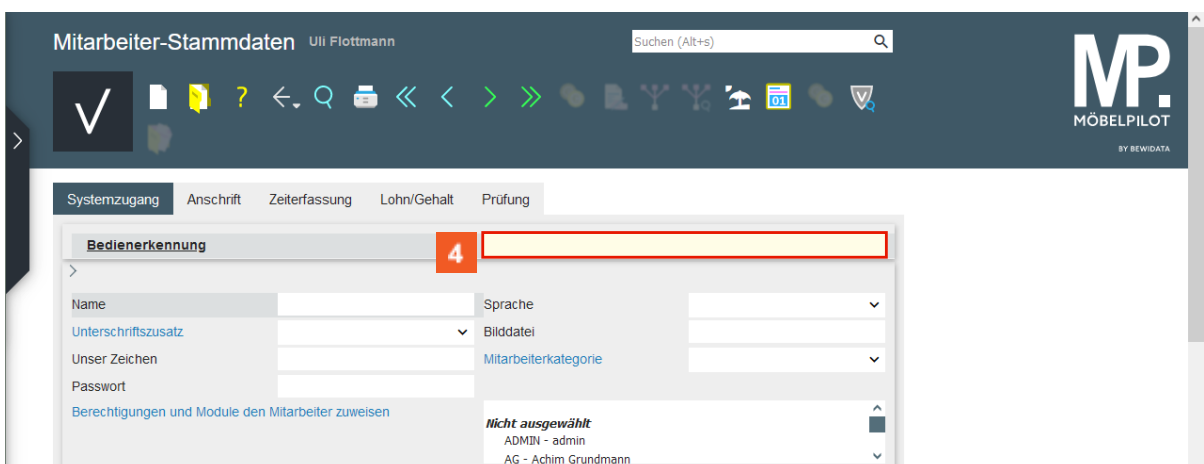 Mitarbeiter-Stammdaten Uli Flottmann
Suchen (Alt+s)
MP.
MÖBELPILOT
BY BEWIDATA
?
01
Systemzugang Anschrift Zeiterfassung Lohn/Gehalt Prüfung
Bedienerkennung
4
Name
Sprache
Unterschriftszusatz
Bilddatei
Unser Zeichen
Mitarbeiterkategorie
Passwort
Berechtigungen und Module den Mitarbeiter zuweisen
Nicht ausgewählt
ADMIN - admin
AG - Achim Grundmann